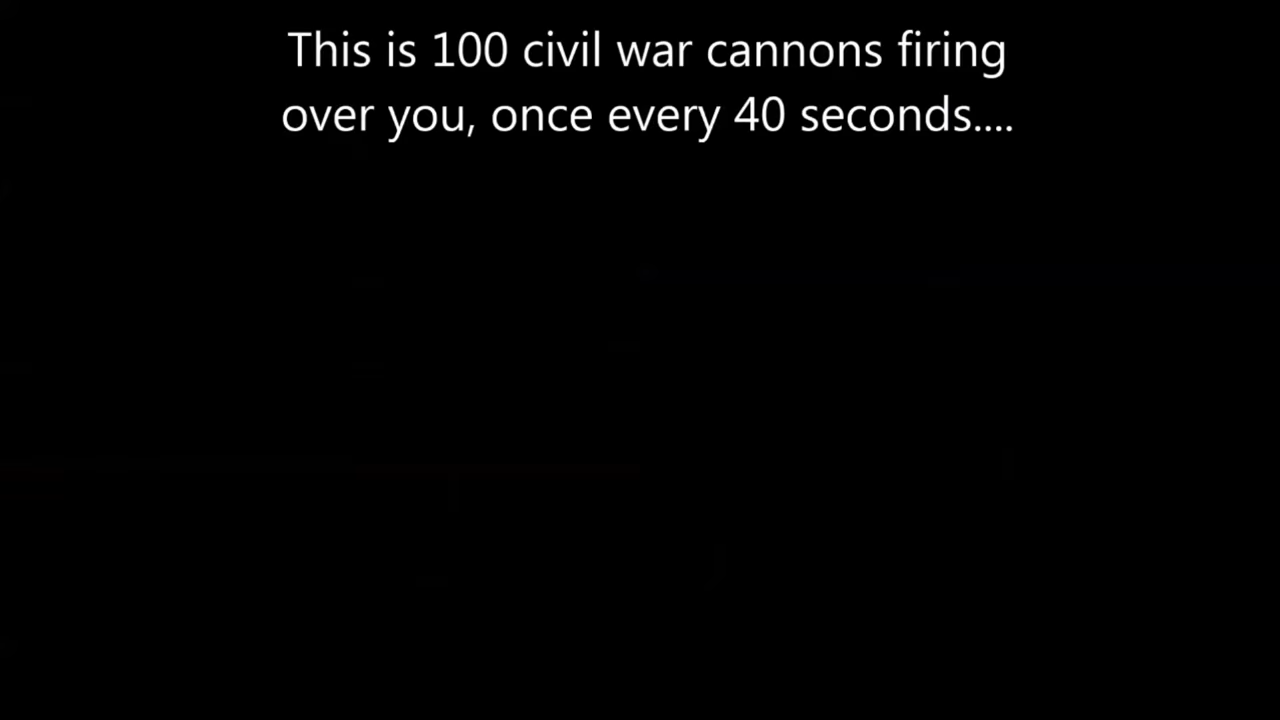 This is 100 civil war cannons firing
over you, once every 40 seconds....